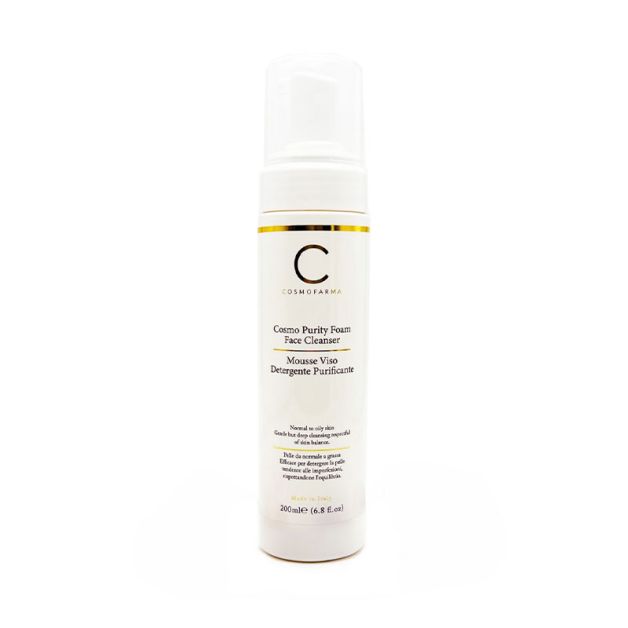 C
COSMOFARMA
Cosmo Purity Foam
Face Cleanser
Mousse Viso
Detergente Purificante
Normal to oily skin
Gentle but deep cleansing respectful
of skin balance.
Pelle da normale a grassa
Efficace per detergere la pelle
tendente alle imperfezioni,
rispettandone l'equilibrio.
Made in Italy
200ml℮ (6.8 fl.oz)